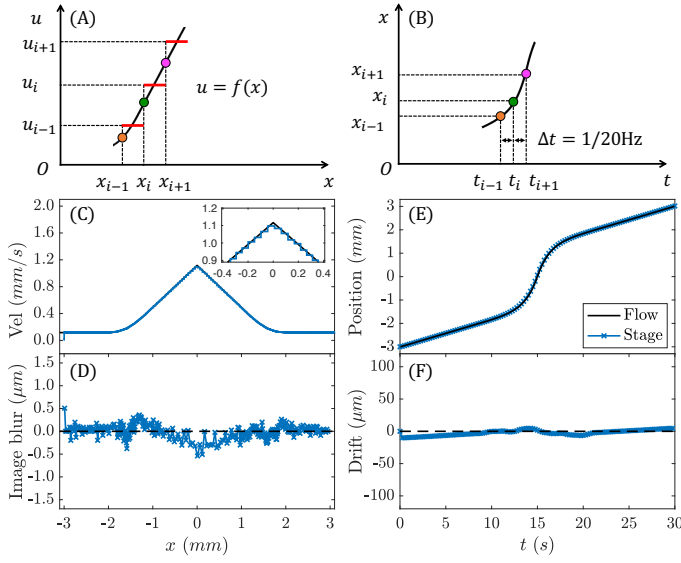 (A)
u
u_{i+1}
u_i
u_{i-1}
u = f(x)
O
x_{i-1} x_i x_{i+1} x
(B)
x
x_{i+1}
x_i
x_{i-1}
Δt = 1/20Hz
O
t_{i-1} t_i t_{i+1} t
(C)
Vel (mm/s)
2.0
1.6
1.2
0.8
0.4
0.0
1.2
1.1
1.0
0.9
-0.4 -0.2 0 0.2 0.4
(E)
Position (mm)
3
2
1
0
-1
-2
-3
Flow
Stage
(D)
Image blur (μm)
1.5
1.0
0.5
0.0
-0.5
-1.0
-1.5
-3 -2 -1 0 1 2 3
x (mm)
(F)
Drift (μm)
100
50
0
-50
-100
0 5 10 15 20 25 30
t (s)